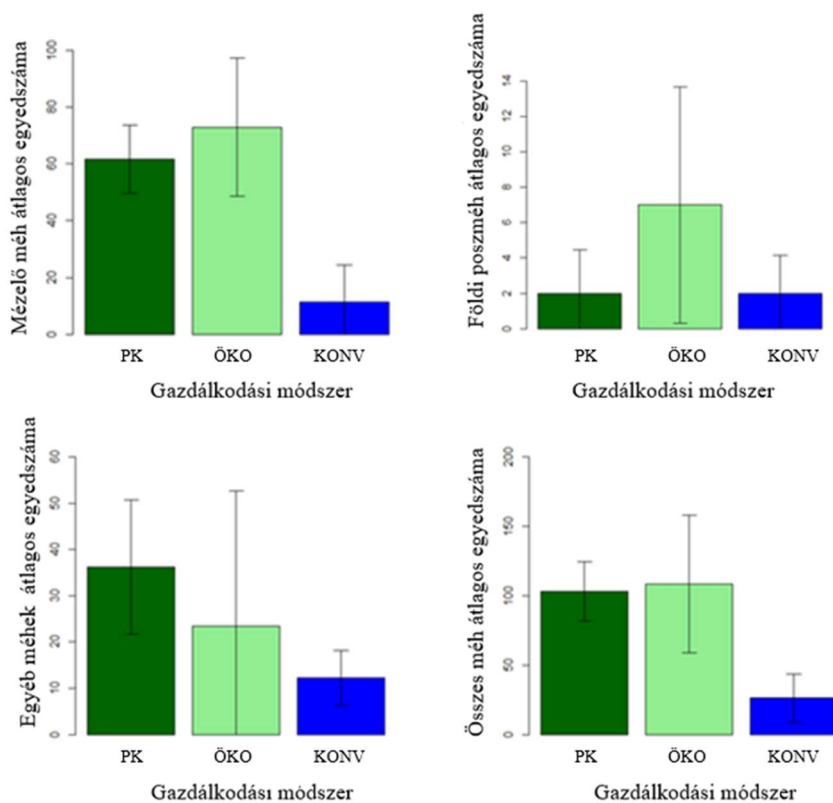 Mézelő méh átlagos egyedszáma
100
80
60
40
20
0
PK ÖKO KONV
Gazdálkodási módszer
Földi poszméh átlagos egyedszáma
14
12
10
8
6
4
2
0
PK ÖKO KONV
Gazdálkodási módszer
Egyéb méhek átlagos egyedszáma
60
50
40
30
20
10
0
PK ÖKO KONV
Gazdálkodási módszer
Összes méh átlagos egyedszáma
200
150
100
50
0
PK ÖKO KONV
Gazdálkodási módszer